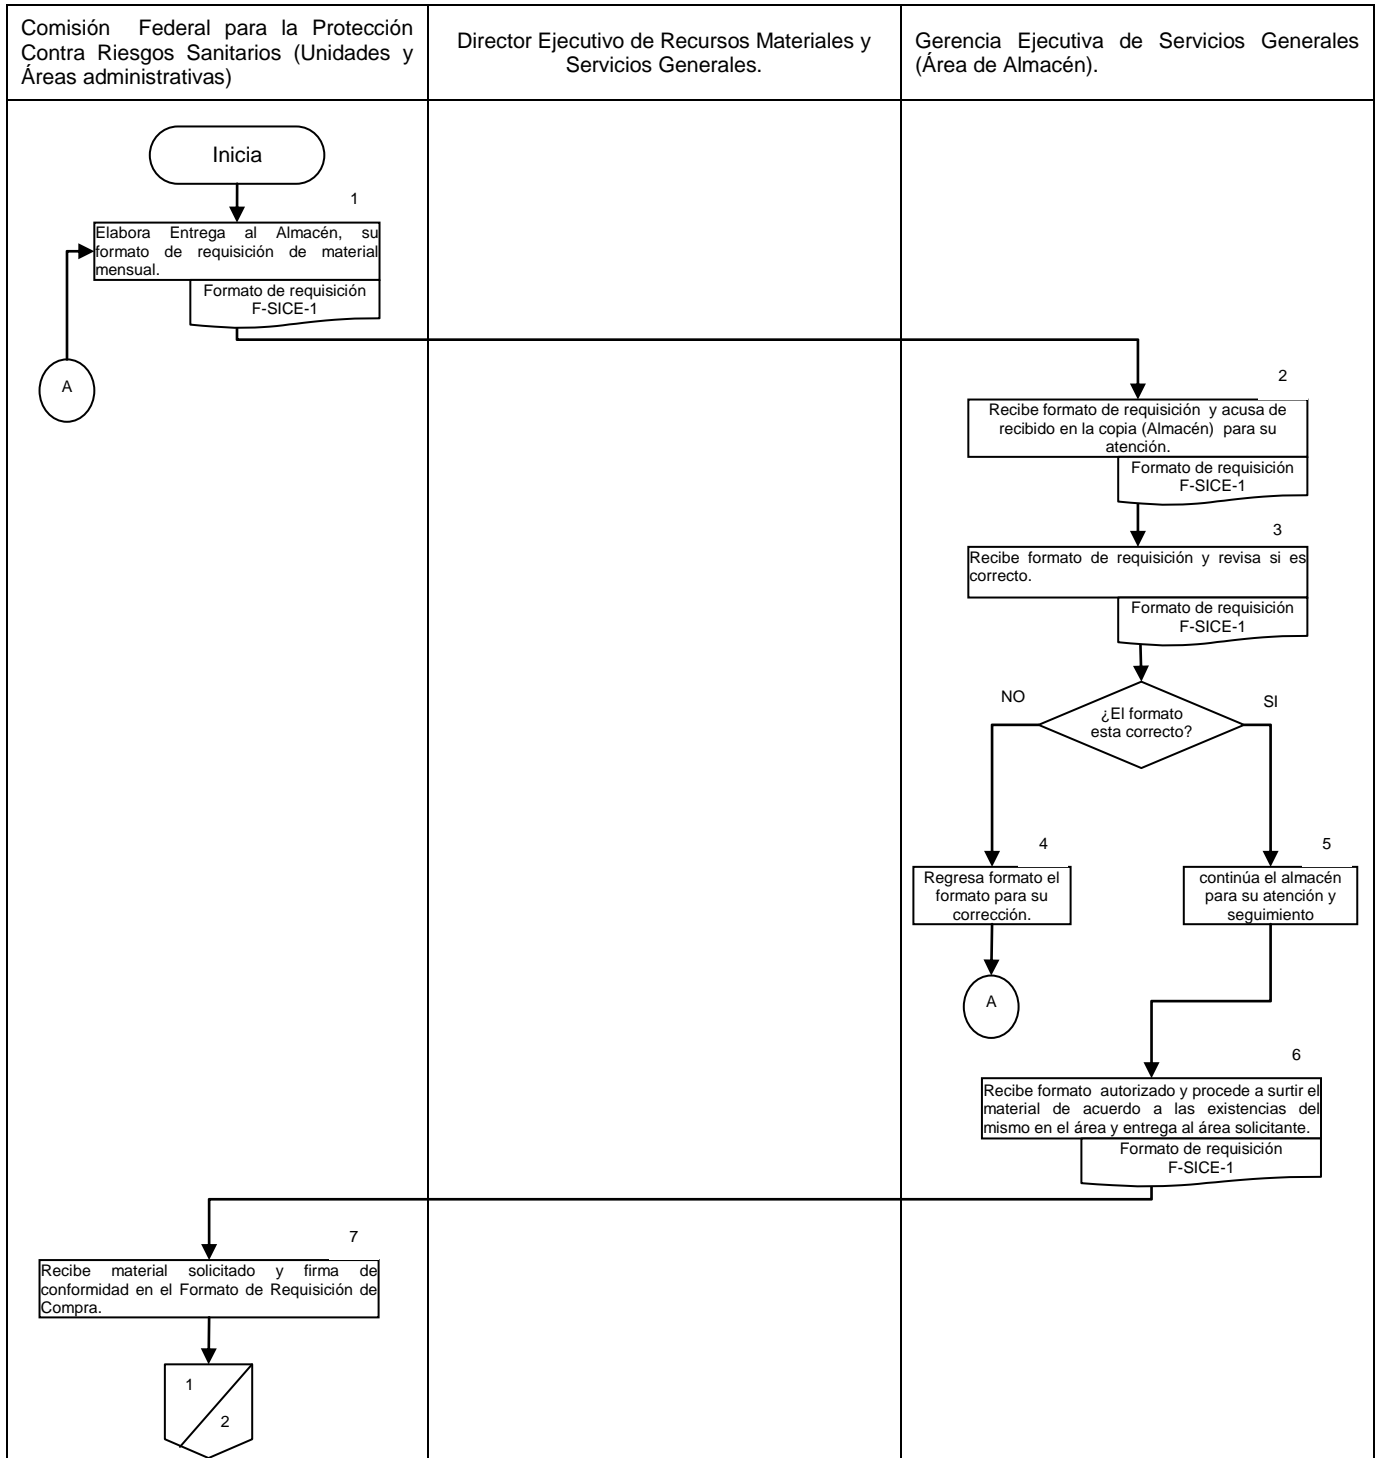 Comisión Federal para la Protección
Contra Riesgos Sanitarios (Unidades y
Áreas administrativas)
Director Ejecutivo de Recursos Materiales y
Servicios Generales.
Gerencia Ejecutiva de Servicios Generales
(Área de Almacén).
Inicia
1
Elabora Entrega al Almacén, su
formato de requisición de material
mensual.
Formato de requisición
F-SICE-1
A
2
Recibe formato de requisición y acusa de
recibido en la copia (Almacén) para su
atención.
Formato de requisición
F-SICE-1
3
Recibe formato de requisición y revisa si es
correcto.
Formato de requisición
F-SICE-1
NO
¿El formato
esta correcto?
SI
4
Regresa formato el
formato para su
corrección.
A
5
continúa el almacén
para su atención y
seguimiento
6
Recibe formato autorizado y procede a surtir el
material de acuerdo a las existencias del
mismo en el área y entrega al área solicitante.
Formato de requisición
F-SICE-1
7
Recibe material solicitado y firma de
conformidad en el Formato de Requisición de
Compra.
1
2